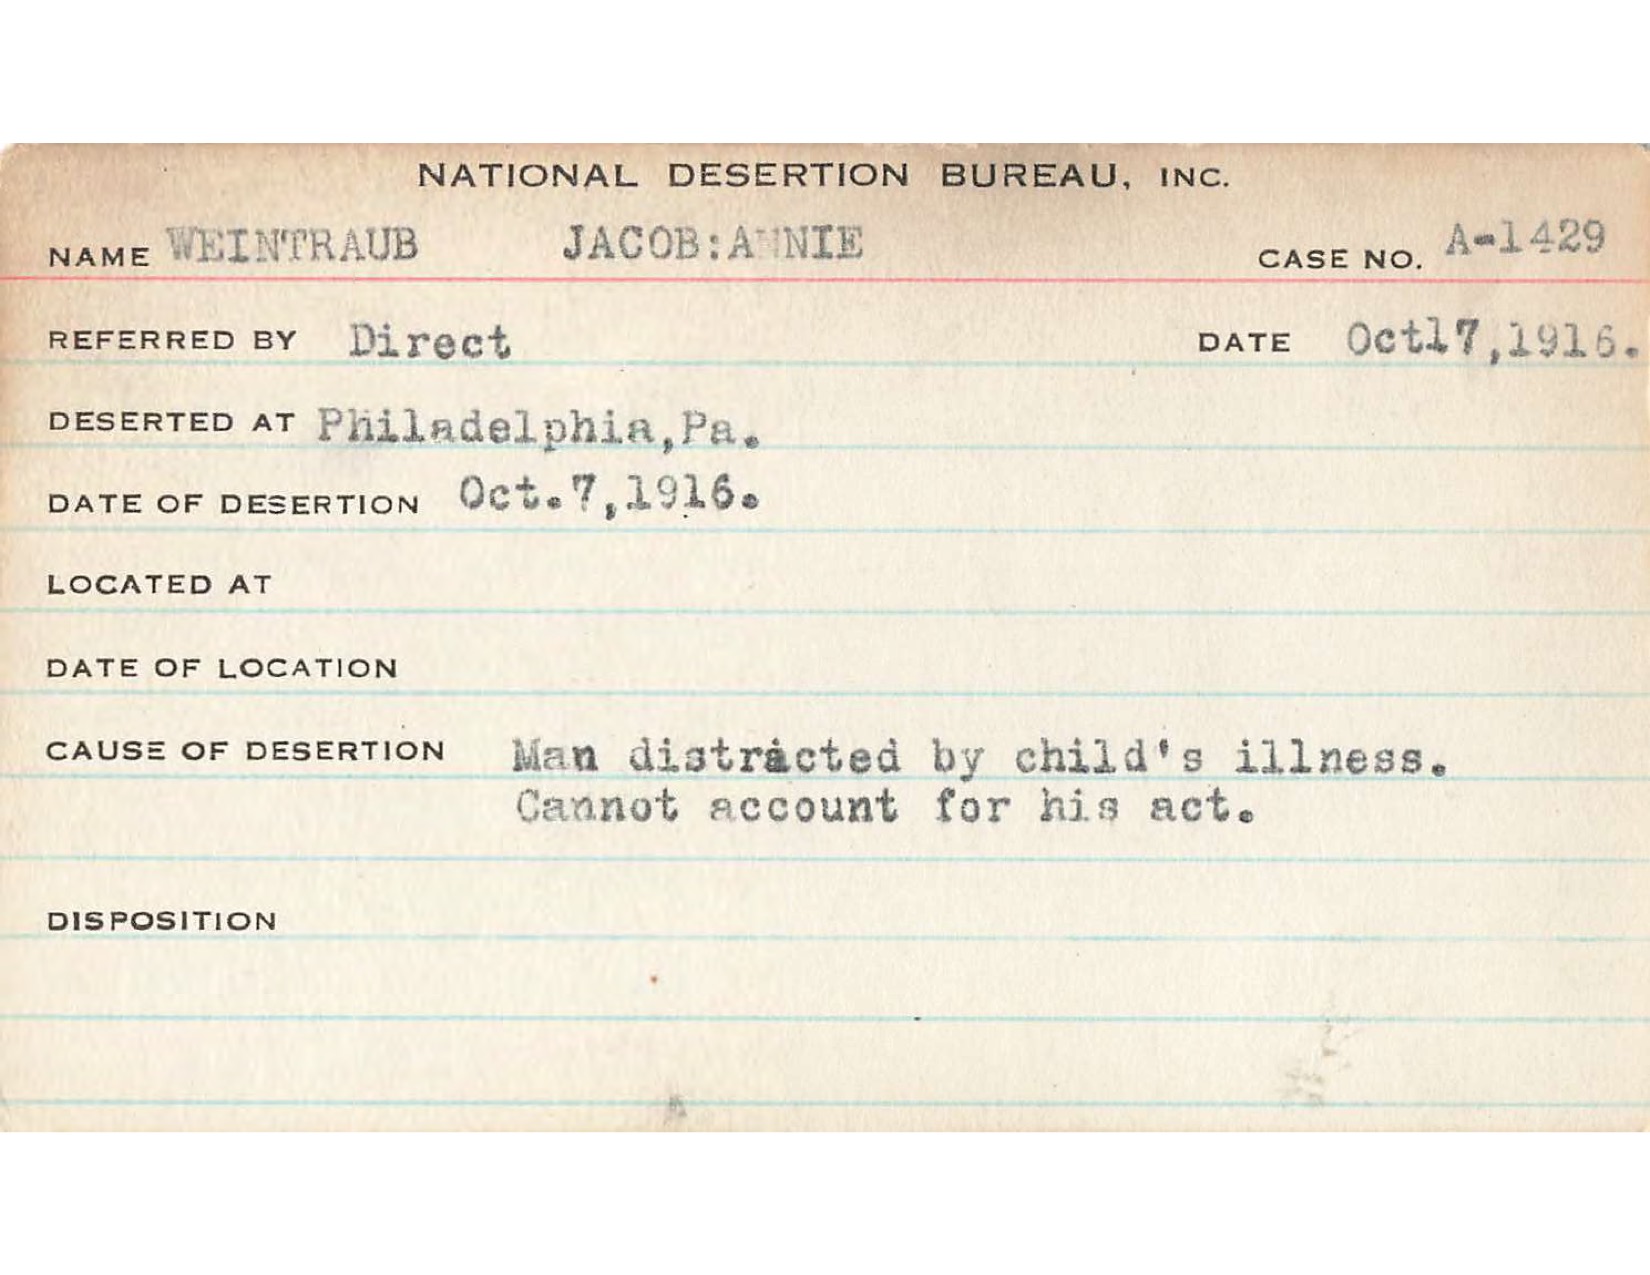 NATIONAL DESERTION BUREAU, INC.
NAME WEINTRAUB JACOB:ANNIE CASE NO. A-1429
REFERRED BY Direct DATE Oct17,1916.
DESERTED AT Philadelphia,Pa.
DATE OF DESERTION Oct.7,1916.
LOCATED AT
DATE OF LOCATION
CAUSE OF DESERTION Man distracted by child's illness.
Cannot account for his act.
DISPOSITION